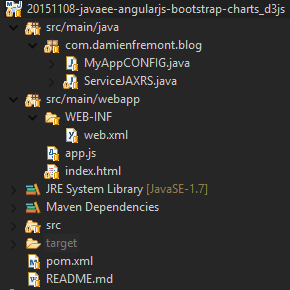 20151108-javaee-angularjs-bootstrap-charts_d3js
src/main/java
com.damienfremont.blog
MyAppCONFIG.java
ServiceJAXRS.java
src/main/webapp
WEB-INF
web.xml
app.js
index.html
JRE System Library [JavaSE-1.7]
Maven Dependencies
src
target
pom.xml
README.md